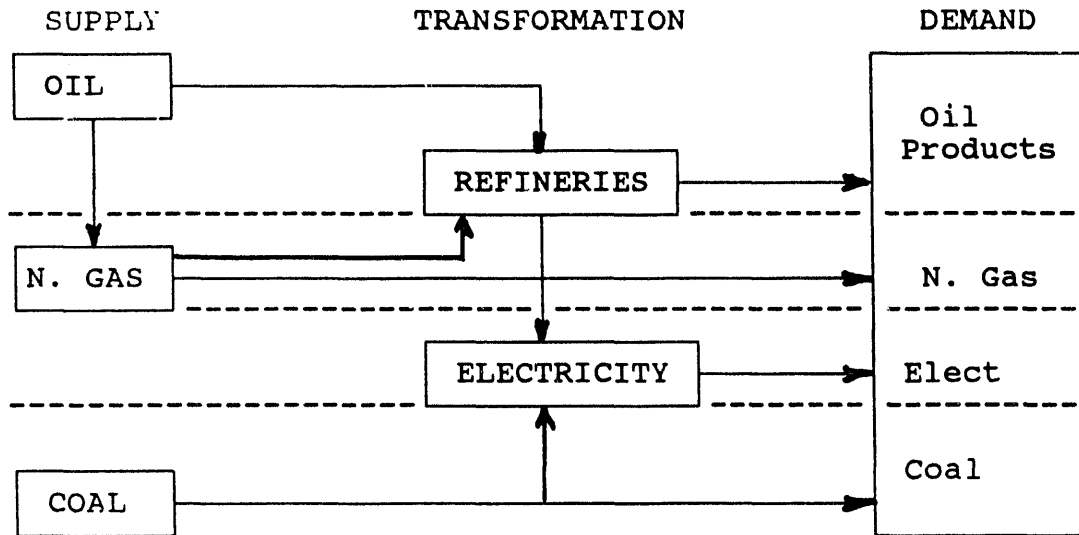 SUPPLY
TRANSFORMATION
DEMAND
OIL
Oil
Products
REFINERIES
N. GAS
N. Gas
ELECTRICITY
Elect
COAL
Coal